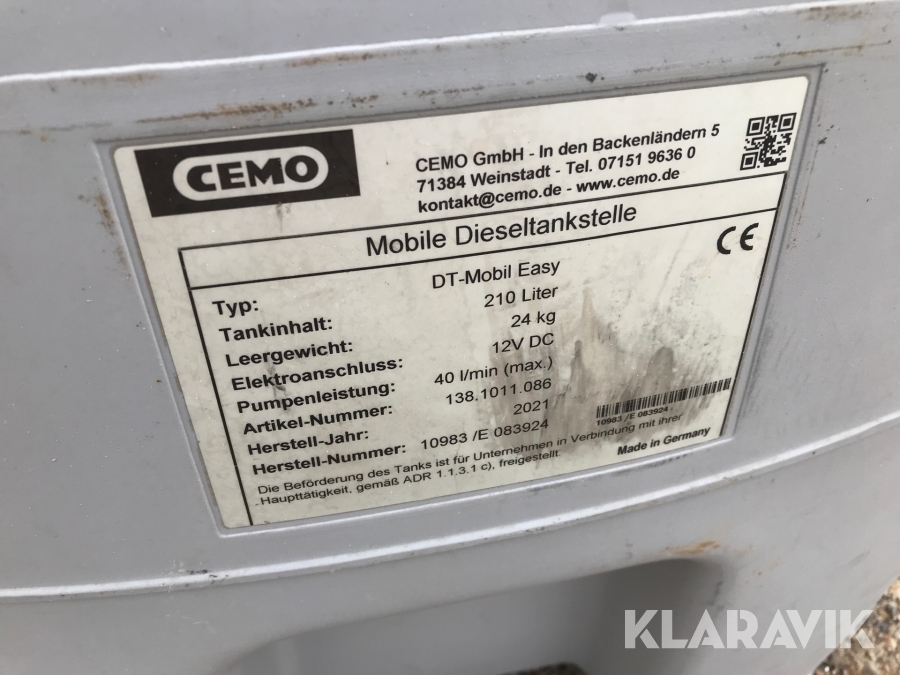 CEMO
CEMO GmbH - In den Backenländern 5
71384 Weinstadt - Tel. 07151 9636 0
kontakt@cemo.de - www.cemo.de
Mobile Dieseltankstelle
Typ: DT-Mobil Easy
Tankinhalt: 210 Liter
Leergewicht: 24 kg
Elektroanschluss: 12V DC
Pumpenleistung: 40 l/min (max.)
Artikel-Nummer: 138.1011.086
Herstell-Jahr: 2021
Herstell-Nummer: 10983 /E 083924
10983 /E 083924
Die Beförderung des Tanks ist für Unternehmen in Verbindung mit ihrer
Haupttätigkeit, gemäß ADR 1.1.3.1 c), freigestellt.
Made in Germany
CE
KLARAVIK